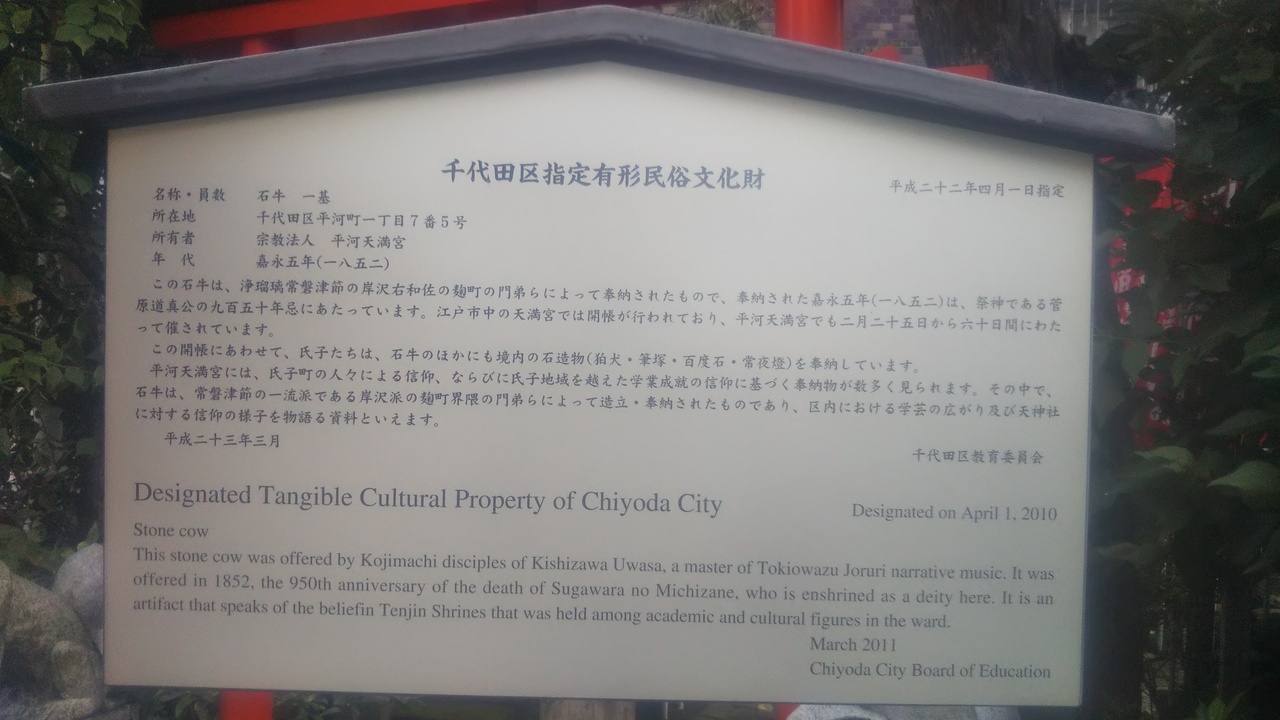 千代田区指定有形民俗文化財
平成二十二年四月一日指定
名称・員数 石牛 一基
所在地 千代田区平河町一丁目7番5号
所有者 宗教法人 平河天満宮
年代 嘉永五年(一八五二)
この石牛は、浄瑠璃常磐津節の岸沢右和佐の麹町の門弟らによって奉納されたもので、奉納された嘉永五年(一八五二)は、祭神である菅
原道真公の九百五十年忌にあたっています。江戸市中の天満宮では開帳が行われており、平河天満宮でも二月二十五日から六十日間にわた
って催されています。
この開帳にあわせて、氏子たちは、石牛のほかにも境内の石造物(狛犬・筆塚・百度石・常夜燈)を奉納しています。
平河天満宮には、氏子町の人々による信仰、ならびに氏子地域を越えた学業成就の信仰に基づく奉納物が数多く見られます。その中で、
石牛は、常磐津節の一流派である岸沢派の麹町界隈の門弟らによって造立・奉納されたものであり、区内における学芸の広がり及び天神社
に対する信仰の様子を物語る資料といえます。
平成二十三年三月
千代田区教育委員会
Designated Tangible Cultural Property of Chiyoda City
Designated on April 1, 2010
Stone cow
This stone cow was offered by Kojimachi disciples of Kishizawa Uwasa, a master of Tokiowazu Joruri narrative music. It was
offered in 1852, the 950th anniversary of the death of Sugawara no Michizane, who is enshrined as a deity here. It is an
artifact that speaks of the beliefin Tenjin Shrines that was held among academic and cultural figures in the ward.
March 2011
Chiyoda City Board of Education